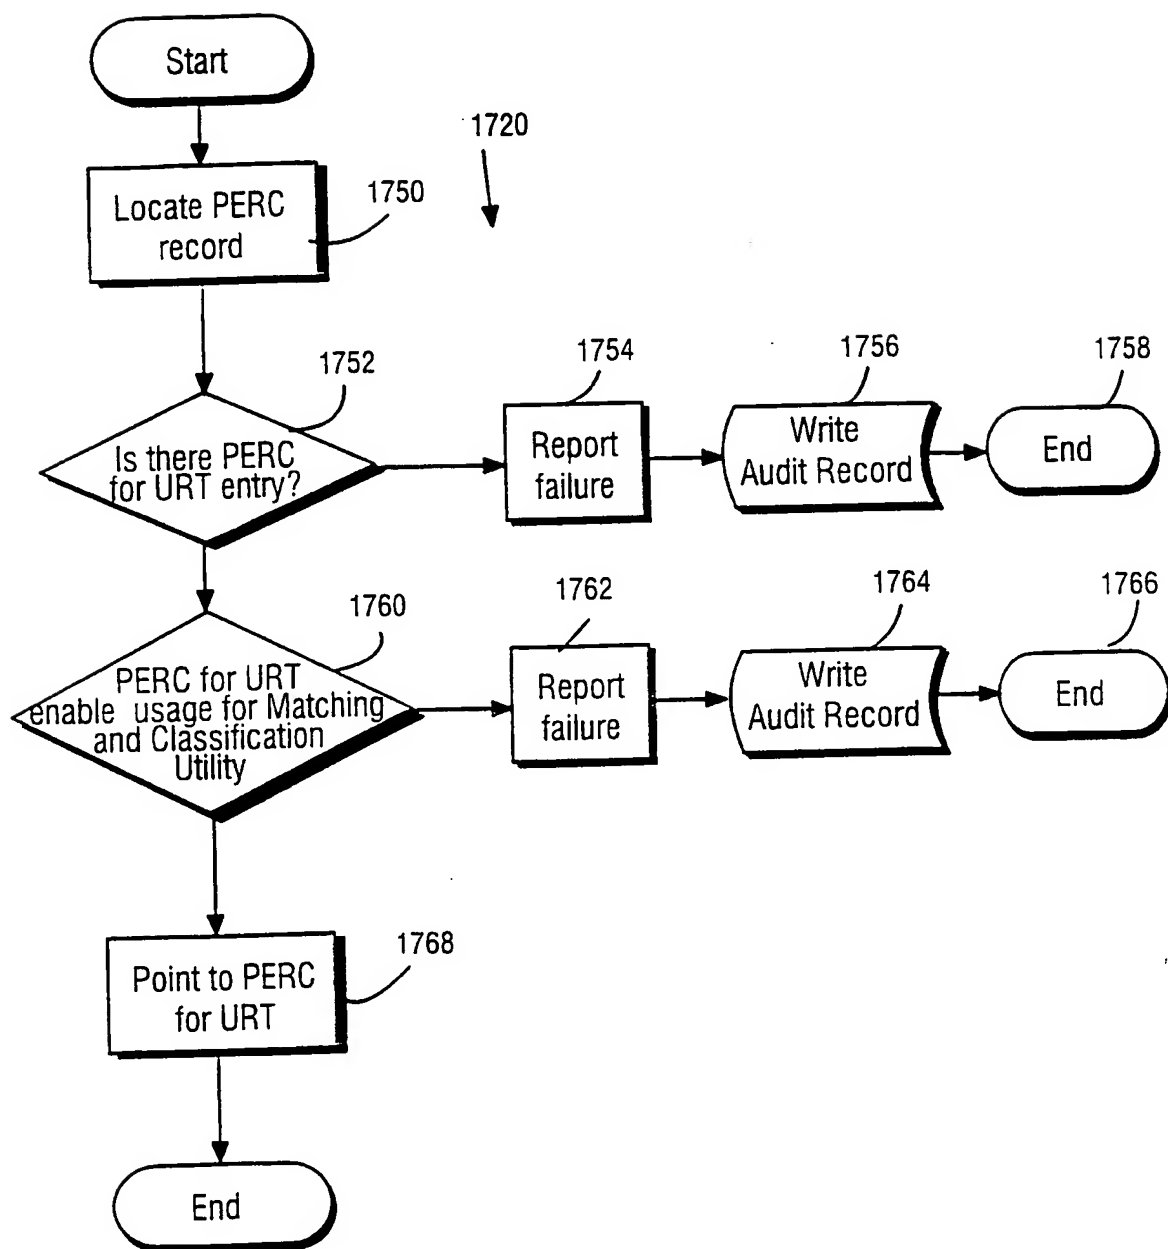 Start
1720
Locate PERC
record
1750
1752
Is there PERC
for URT entry?
1754
Report
failure
1756
Write
Audit Record
1758
End
1760
PERC for URT
enable usage for Matching
and Classification
Utility
1762
Report
failure
1764
Write
Audit Record
1766
End
1768
Point to PERC
for URT
End